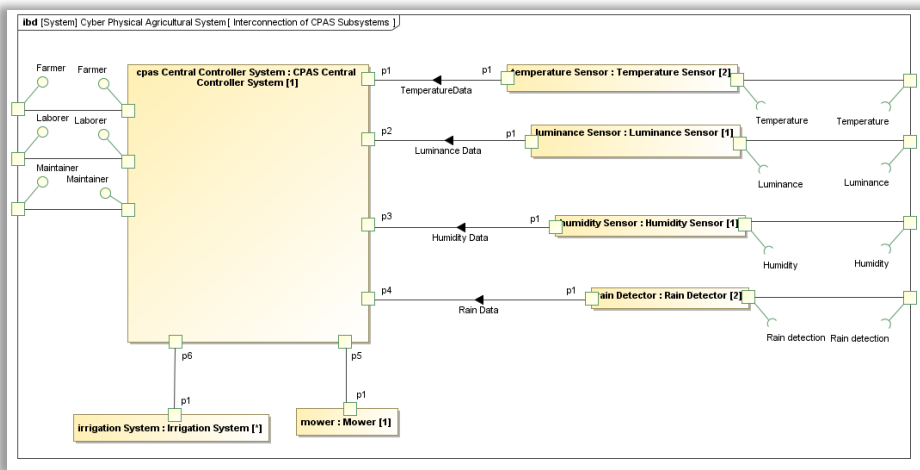 ibd [System] Cyber Physical Agricultural System[ Interconnection of CPAS Subsystems ]
Farmer
Farmer
cpas Central Controller System : CPAS Central
Controller System [1]
p1
TemperatureData
p1
temperature Sensor : Temperature Sensor [2]
Temperature
Temperature
Laborer
Laborer
p2
Luminance Data
p1
luminance Sensor : Luminance Sensor [1]
Luminance
Luminance
Maintainer
Maintainer
p3
Humidity Data
p1
humidity Sensor : Humidity Sensor [1]
Humidity
Humidity
p4
Rain Data
p1
rain Detector : Rain Detector [2]
Rain detection
Rain detection
p6
p5
p1
p1
irrigation System : Irrigation System [*]
mower : Mower [1]